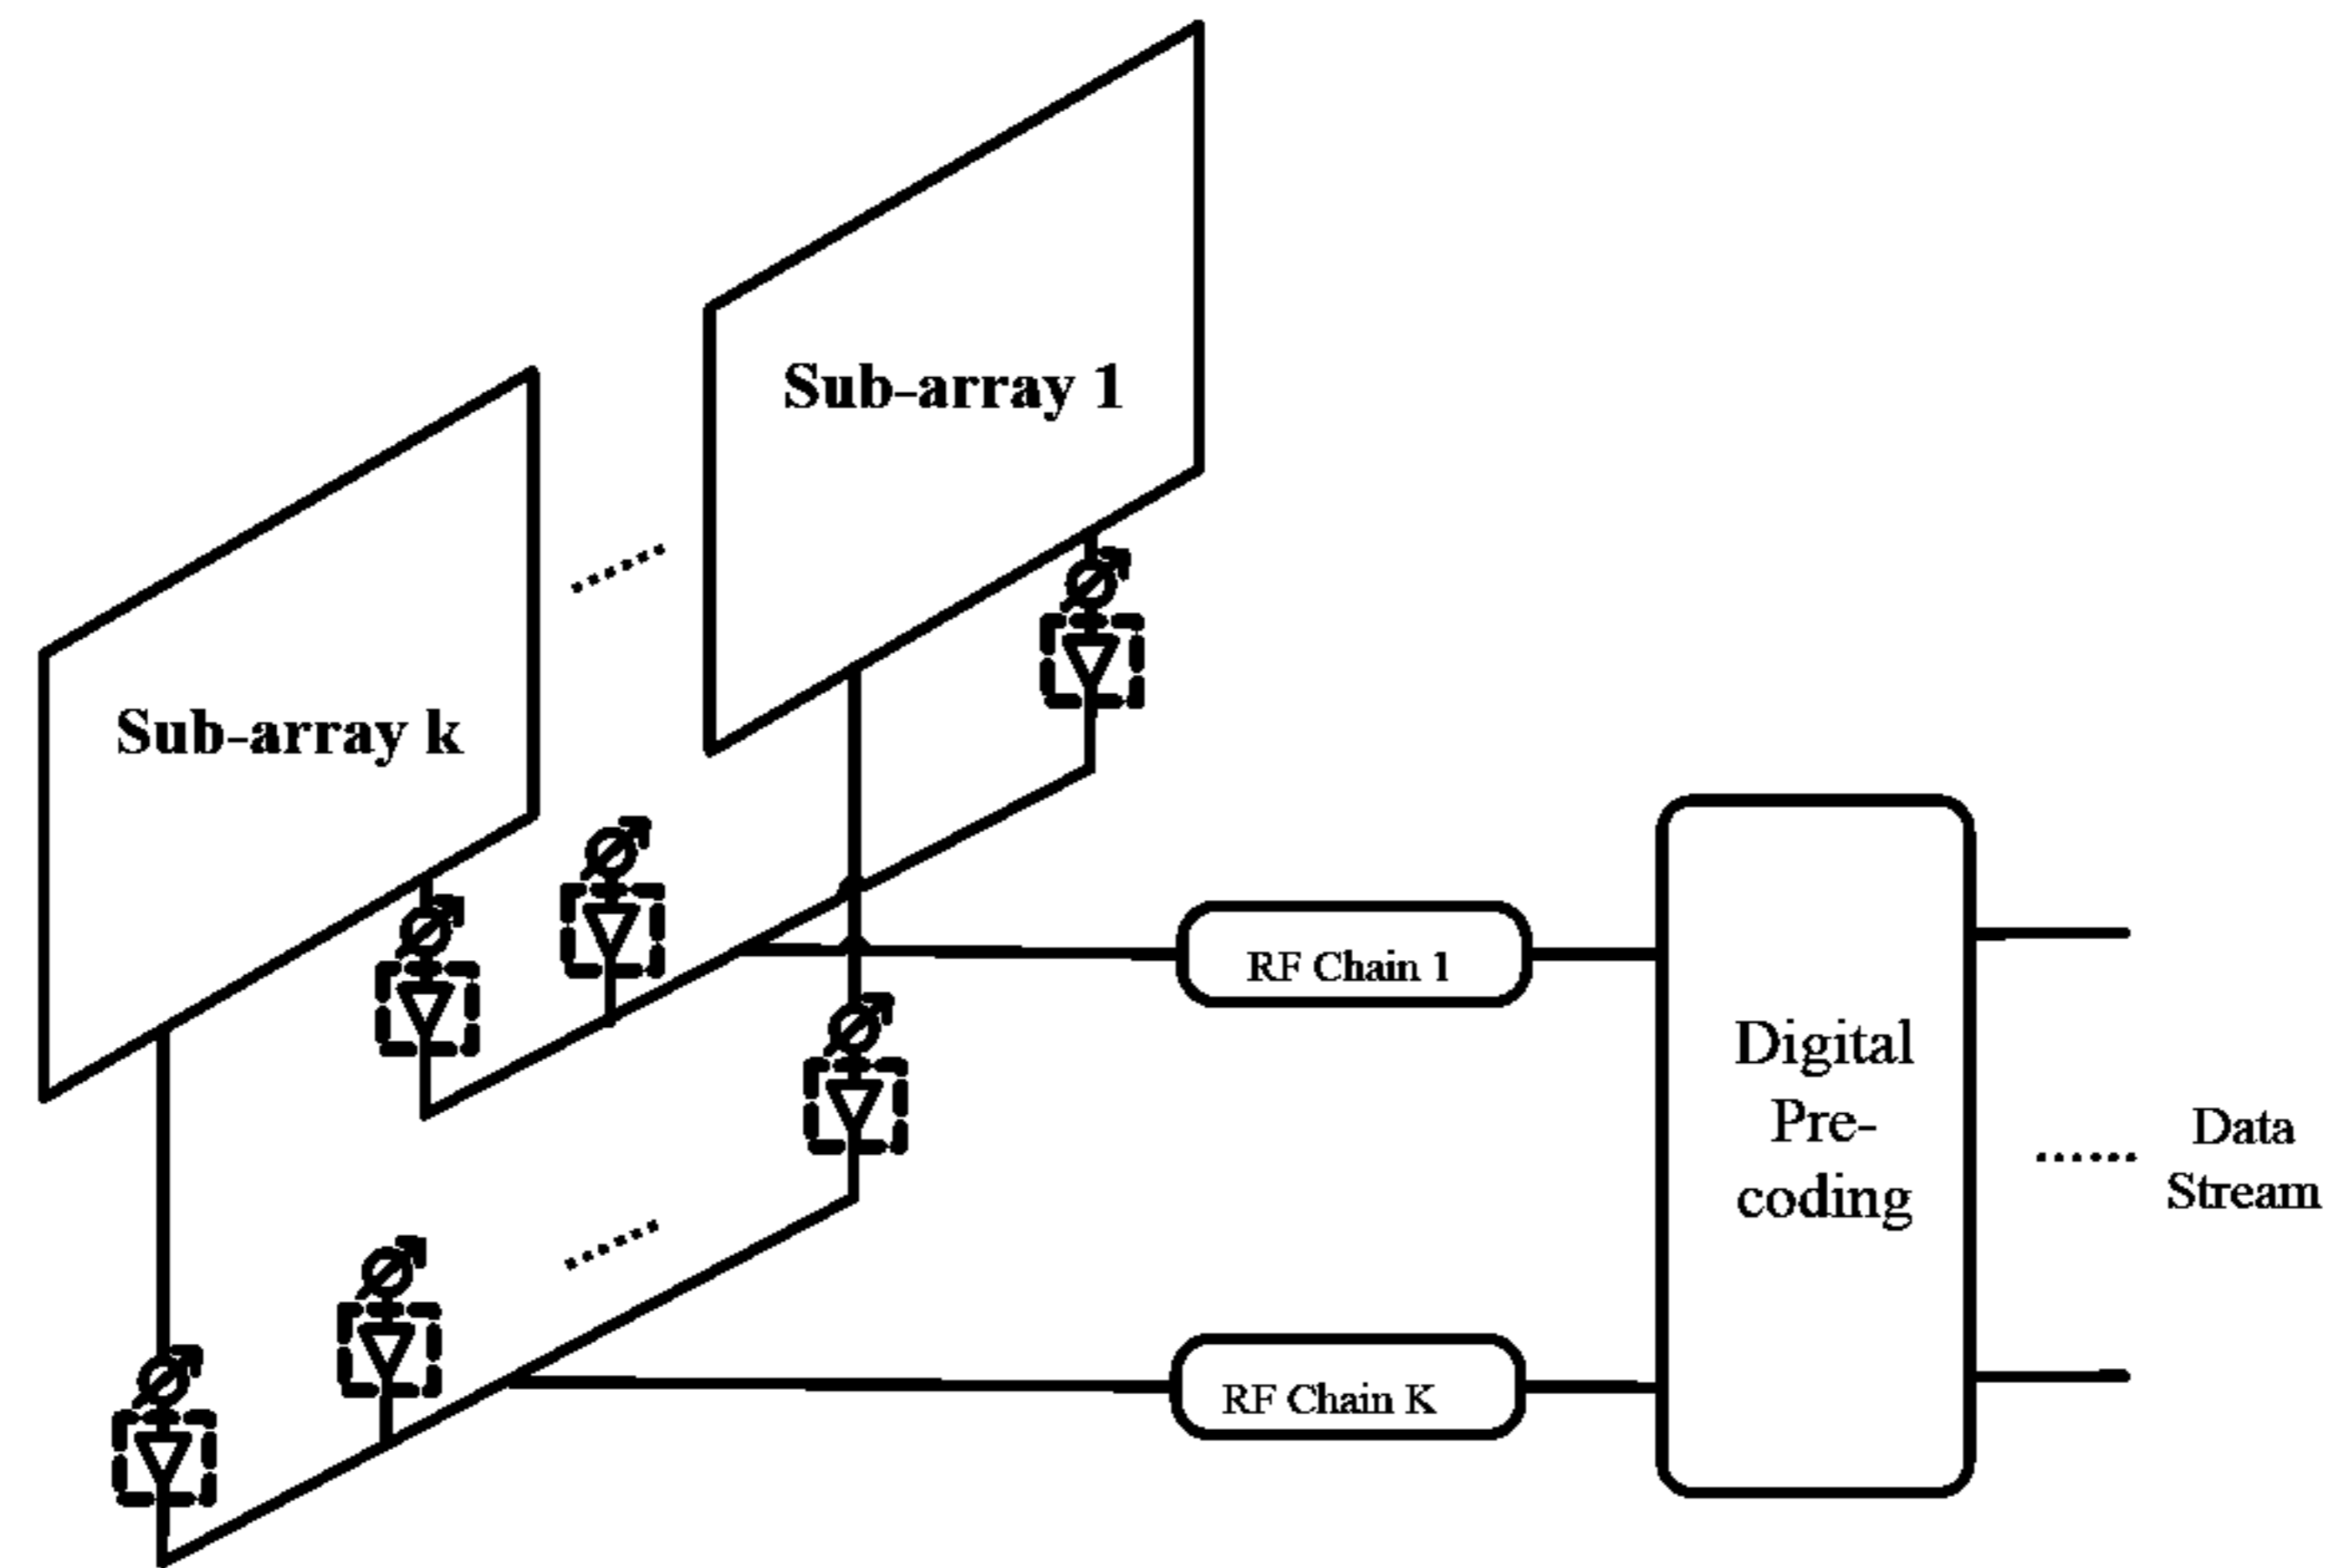 Sub-array 1
Sub-array k
RF Chain 1
Digital
Pre-
coding
Data
Stream
RF Chain K